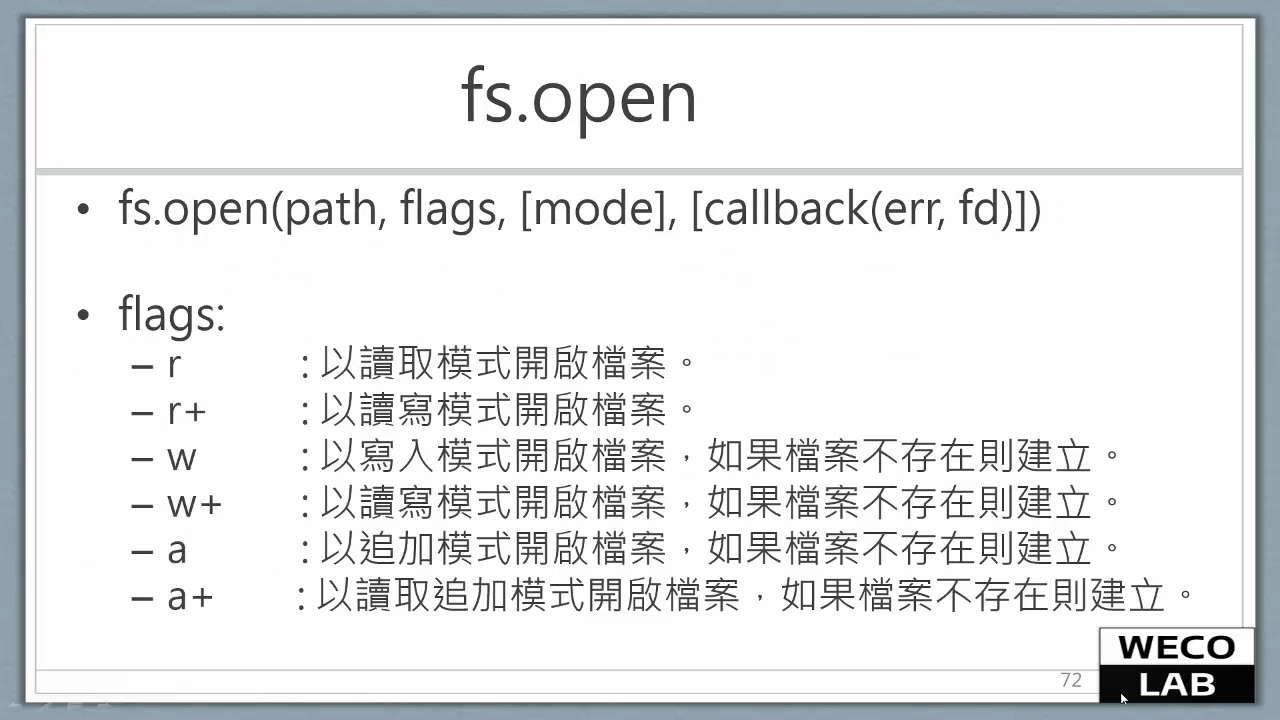 fs.open
• fs.open(path, flags, [mode], [callback(err, fd)])
• flags:
– r : 以讀取模式開啟檔案。
– r+ : 以讀寫模式開啟檔案。
– w : 以寫入模式開啟檔案，如果檔案不存在則建立。
– w+ : 以讀寫模式開啟檔案，如果檔案不存在則建立。
– a : 以追加模式開啟檔案，如果檔案不存在則建立。
– a+ : 以讀取追加模式開啟檔案，如果檔案不存在則建立。
72
WECO
LAB